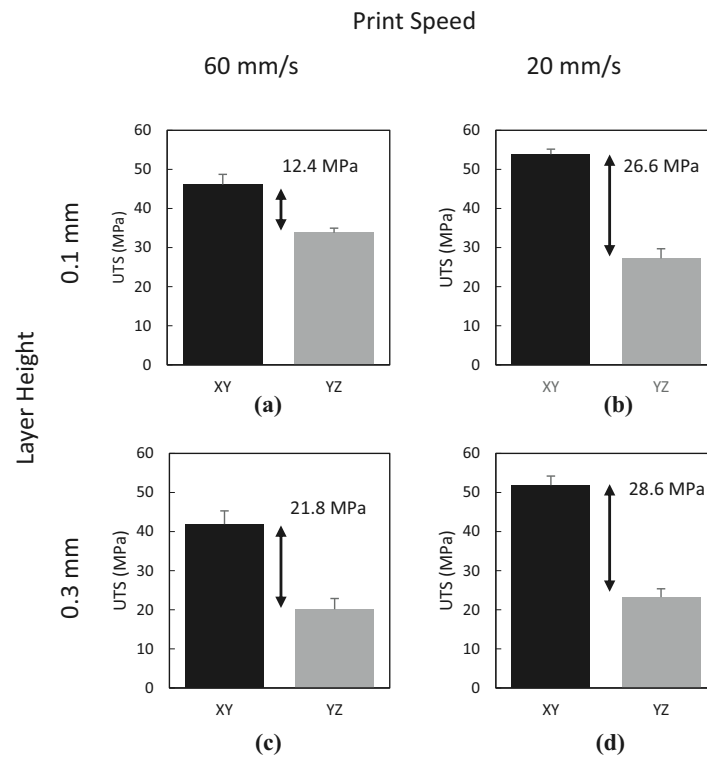 Print Speed
60 mm/s
20 mm/s
Layer Height
0.1 mm
UTS (MPa)
60
50
40
30
20
10
0
12.4 MPa
XY YZ
(a)
UTS (MPa)
60
50
40
30
20
10
0
26.6 MPa
XY YZ
(b)
0.3 mm
UTS (MPa)
60
50
40
30
20
10
0
21.8 MPa
XY YZ
(c)
UTS (MPa)
60
50
40
30
20
10
0
28.6 MPa
XY YZ
(d)